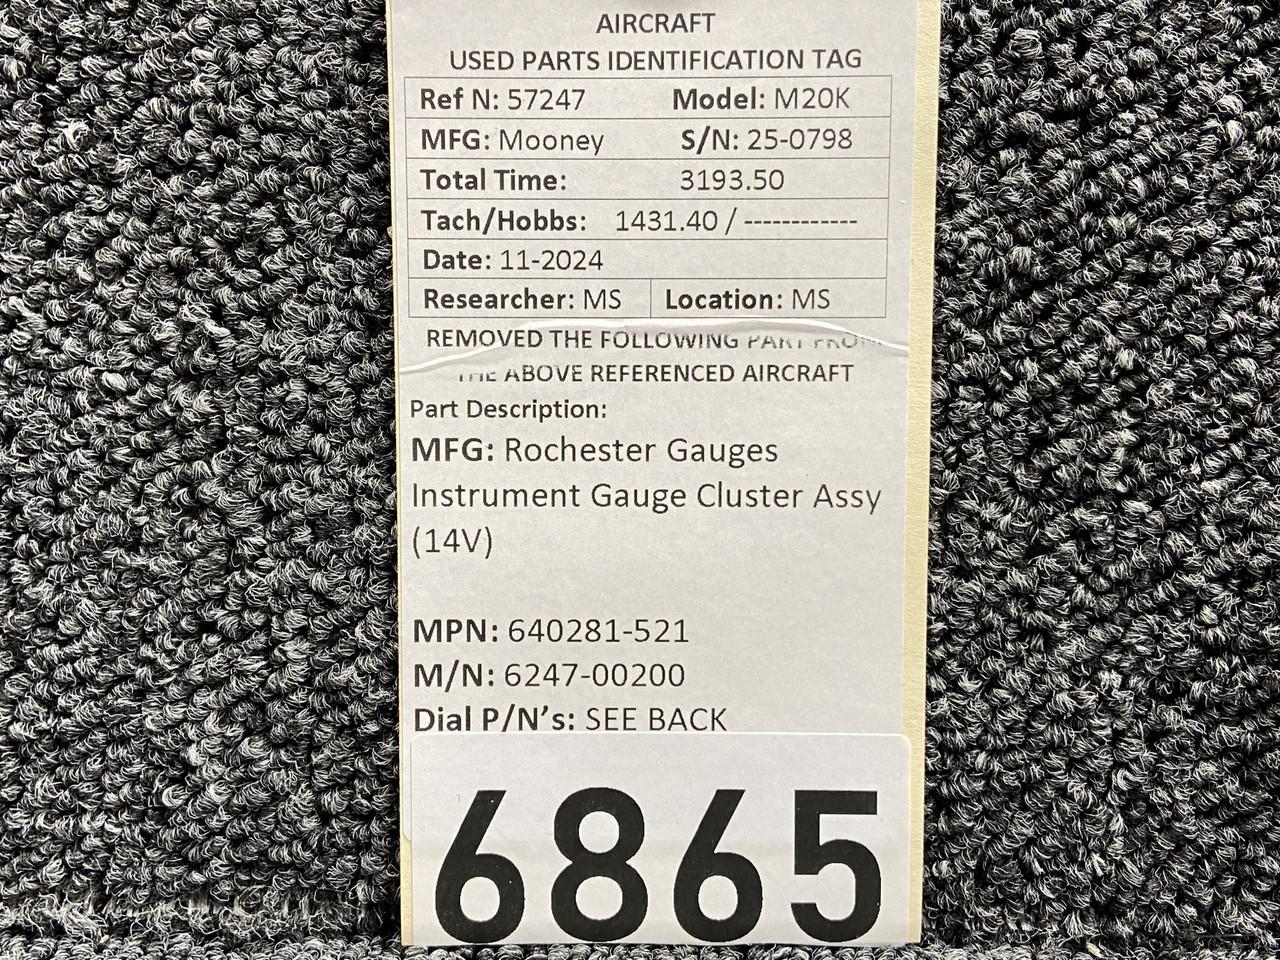 AIRCRAFT
USED PARTS IDENTIFICATION TAG
Ref N: 57247 Model: M20K
MFG: Mooney S/N: 25-0798
Total Time: 3193.50
Tach/Hobbs: 1431.40 / ------------
Date: 11-2024
Researcher: MS Location: MS
REMOVED THE FOLLOWING PART FROM
THE ABOVE REFERENCED AIRCRAFT
Part Description:
MFG: Rochester Gauges
Instrument Gauge Cluster Assy
(14V)
MPN: 640281-521
M/N: 6247-00200
Dial P/N's: SEE BACK
6865